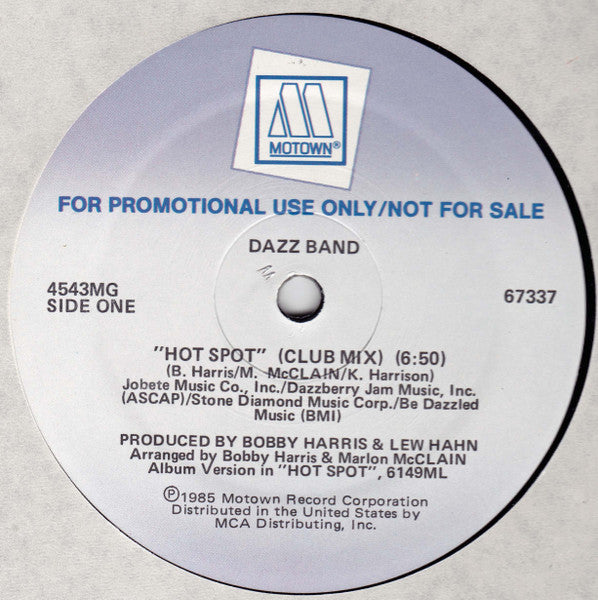 MOTOWN®
FOR PROMOTIONAL USE ONLY/NOT FOR SALE
DAZZ BAND
4543MG
SIDE ONE
67337
"HOT SPOT" (CLUB MIX) (6:50)
(B. Harris/M. McCLAIN/K. Harrison)
Jobete Music Co., Inc./Dazzberry Jam Music, Inc.
(ASCAP)/Stone Diamond Music Corp./Be Dazzled
Music (BMI)
PRODUCED BY BOBBY HARRIS & LEW HAHN
Arranged by Bobby Harris & Marlon McCLAIN
Album Version in "HOT SPOT", 6149ML
℗1985 Motown Record Corporation
Distributed in the United States by
MCA Distributing, Inc.